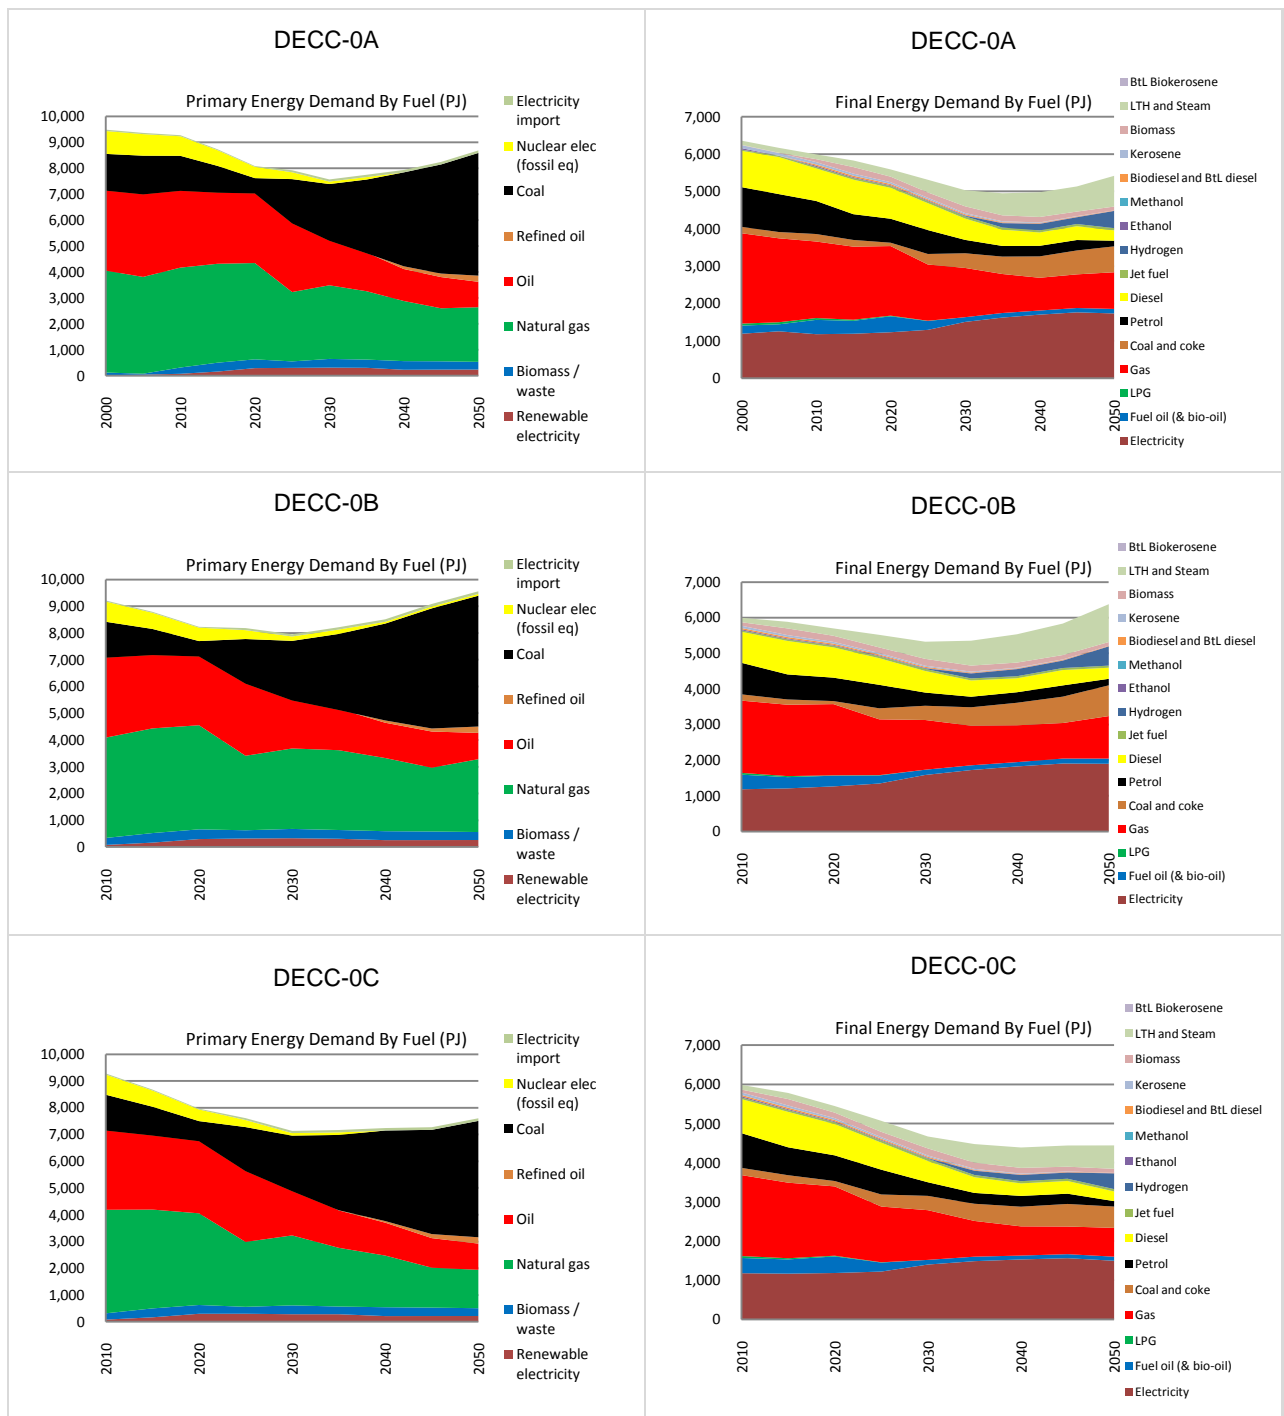 DECC-0A
Primary Energy Demand By Fuel (PJ)
10,000
9,000
8,000
7,000
6,000
5,000
4,000
3,000
2,000
1,000
0
2000
2010
2020
2030
2040
2050
Electricity
import
Nuclear elec
(fossil eq)
Coal
Refined oil
Oil
Natural gas
Biomass /
waste
Renewable
electricity
DECC-0A
Final Energy Demand By Fuel (PJ)
7,000
6,000
5,000
4,000
3,000
2,000
1,000
0
2000
2010
2020
2030
2040
2050
BtL Biokerosene
LTH and Steam
Biomass
Kerosene
Biodiesel and BtL diesel
Methanol
Ethanol
Hydrogen
Jet fuel
Diesel
Petrol
Coal and coke
Gas
LPG
Fuel oil (& bio-oil)
Electricity
DECC-0B
Primary Energy Demand By Fuel (PJ)
10,000
9,000
8,000
7,000
6,000
5,000
4,000
3,000
2,000
1,000
0
2010
2020
2030
2040
2050
Electricity
import
Nuclear elec
(fossil eq)
Coal
Refined oil
Oil
Natural gas
Biomass /
waste
Renewable
electricity
DECC-0B
Final Energy Demand By Fuel (PJ)
7,000
6,000
5,000
4,000
3,000
2,000
1,000
0
2010
2020
2030
2040
2050
BtL Biokerosene
LTH and Steam
Biomass
Kerosene
Biodiesel and BtL diesel
Methanol
Ethanol
Hydrogen
Jet fuel
Diesel
Petrol
Coal and coke
Gas
LPG
Fuel oil (& bio-oil)
Electricity
DECC-0C
Primary Energy Demand By Fuel (PJ)
10,000
9,000
8,000
7,000
6,000
5,000
4,000
3,000
2,000
1,000
0
2010
2020
2030
2040
2050
Electricity
import
Nuclear elec
(fossil eq)
Coal
Refined oil
Oil
Natural gas
Biomass /
waste
Renewable
electricity
DECC-0C
Final Energy Demand By Fuel (PJ)
7,000
6,000
5,000
4,000
3,000
2,000
1,000
0
2010
2020
2030
2040
2050
BtL Biokerosene
LTH and Steam
Biomass
Kerosene
Biodiesel and BtL diesel
Methanol
Ethanol
Hydrogen
Jet fuel
Diesel
Petrol
Coal and coke
Gas
LPG
Fuel oil (& bio-oil)
Electricity